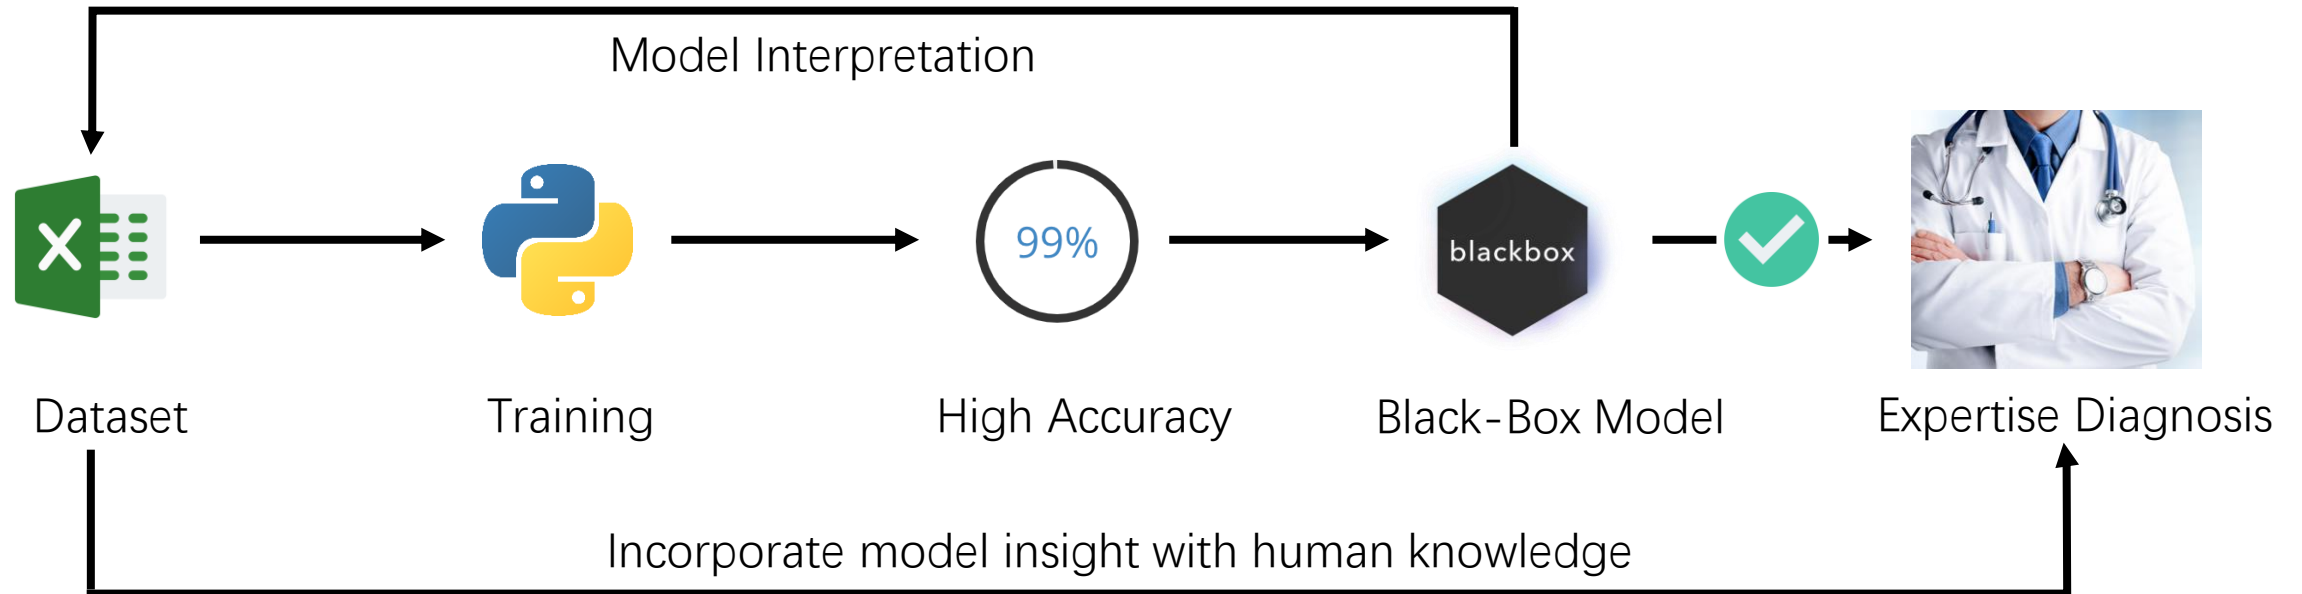 Model Interpretation
X
99%
blackbox
Dataset
Training
High Accuracy
Black-Box Model
Expertise Diagnosis
Incorporate model insight with human knowledge